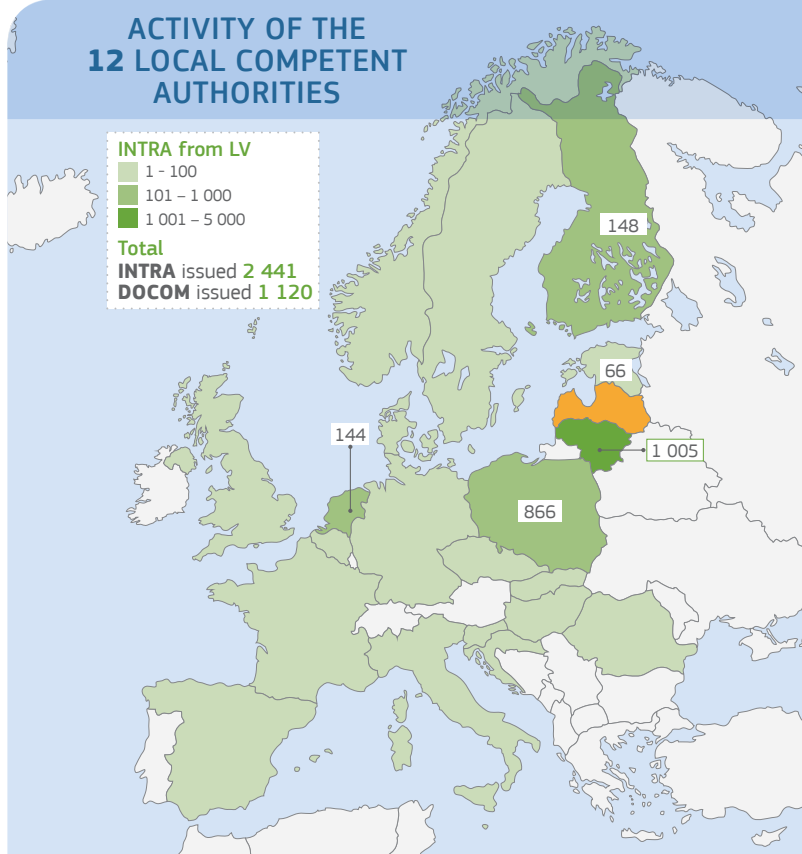 ACTIVITY OF THE
12 LOCAL COMPETENT
AUTHORITIES
INTRA from LV
1 - 100
101 – 1 000
1 001 – 5 000
Total
INTRA issued 2 441
DOCOM issued 1 120
148
66
144
1 005
866